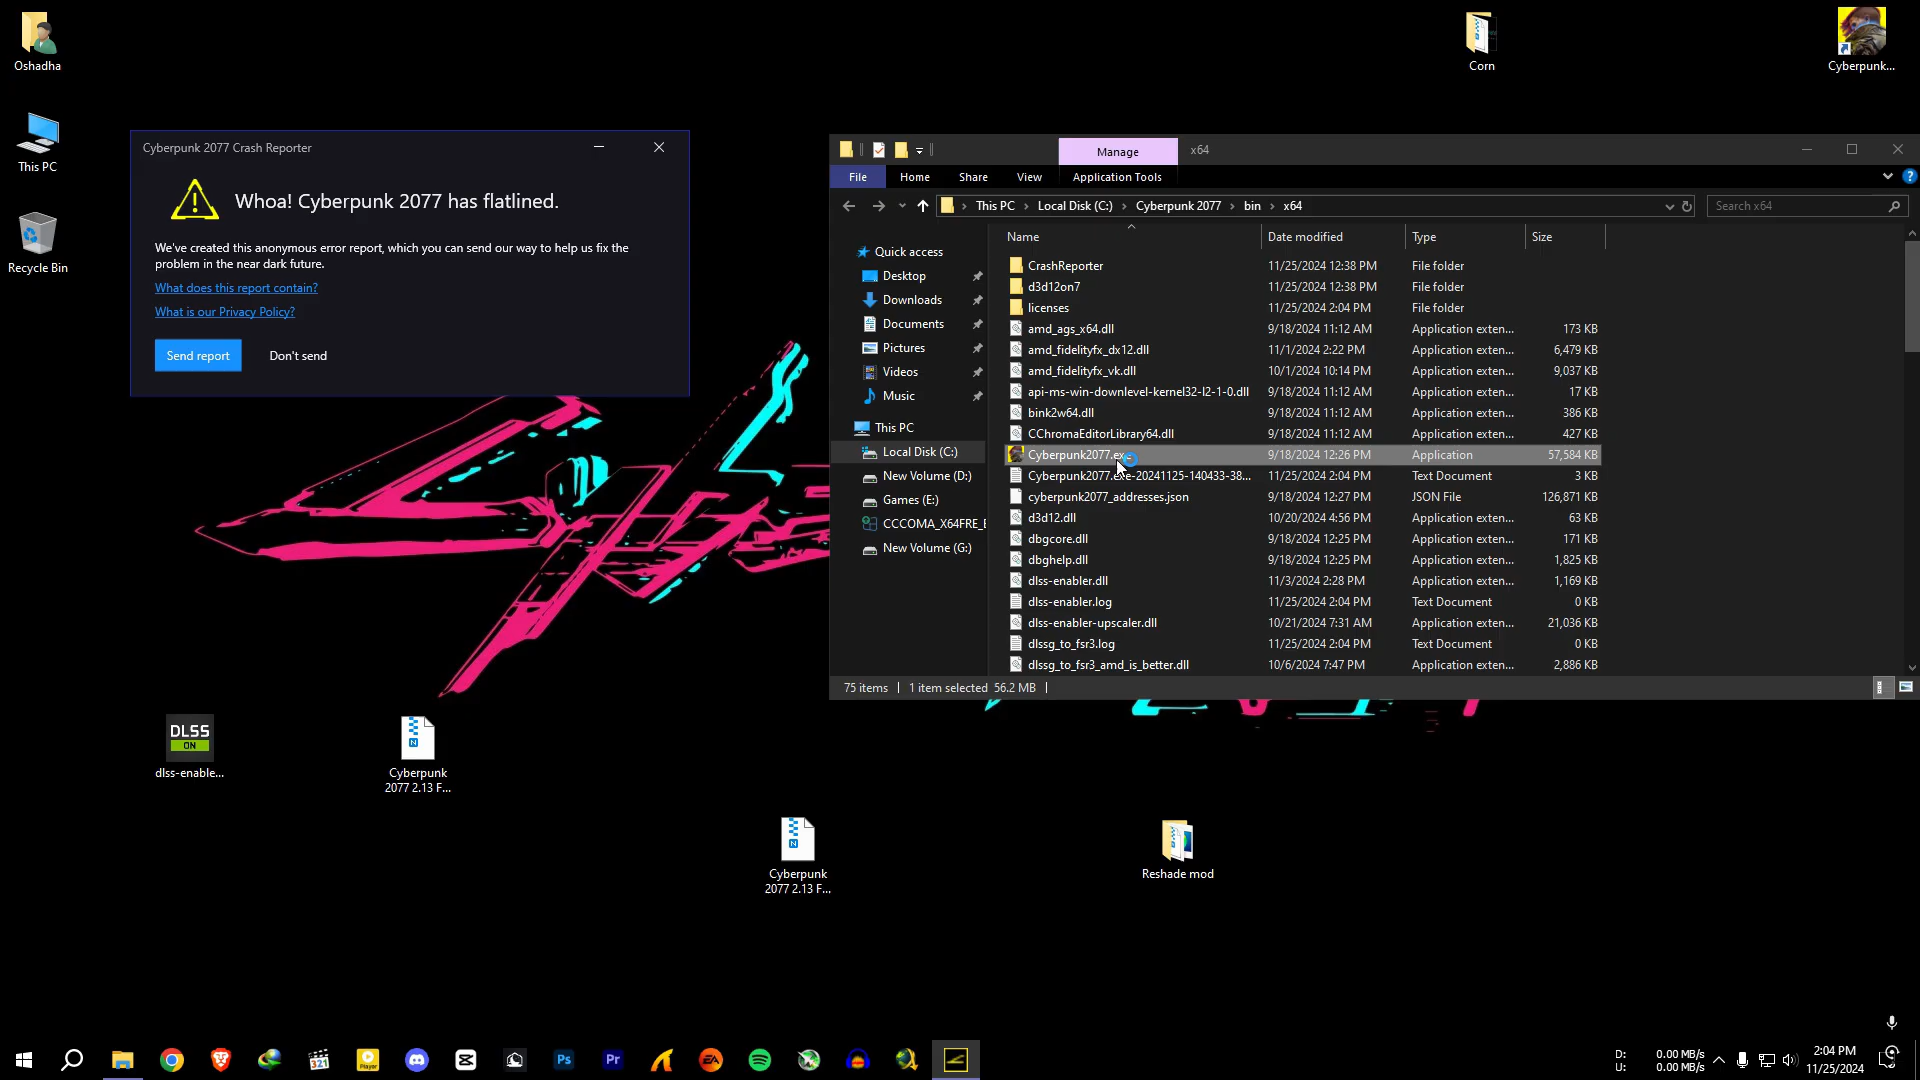 Oshadha
This PC
Recycle Bin
Corn
Cyberpunk...
Cyberpunk 2077 Crash Reporter
Whoa! Cyberpunk 2077 has flatlined.
We've created this anonymous error report, which you can send our way to help us fix the
problem in the near dark future.
What does this report contain?
What is our Privacy Policy?
Send report
Don't send
Manage
x64
File
Home
Share
View
Application Tools
This PC
Local Disk (C:)
Cyberpunk 2077
bin
x64
Search x64
Quick access
Desktop
Downloads
Documents
Pictures
Videos
Music
This PC
Local Disk (C:)
New Volume (D:)
Games (E:)
CCCOMA_X64FRE_E
New Volume (G:)
Name Date modified Type Size
CrashReporter 11/25/2024 12:38 PM File folder
d3d12on7 11/25/2024 12:38 PM File folder
licenses 11/25/2024 2:04 PM File folder
amd_ags_x64.dll 9/18/2024 11:12 AM Application exten... 173 KB
amd_fidelityfx_dx12.dll 11/1/2024 2:22 PM Application exten... 6,479 KB
amd_fidelityfx_vk.dll 10/1/2024 10:14 PM Application exten... 9,037 KB
api-ms-win-downlevel-kernel32-l2-1-0.dll 9/18/2024 11:12 AM Application exten... 17 KB
bink2w64.dll 9/18/2024 11:12 AM Application exten... 386 KB
CChromaEditorLibrary64.dll 9/18/2024 11:12 AM Application exten... 427 KB
Cyberpunk2077.exe 9/18/2024 12:26 PM Application 57,584 KB
Cyberpunk2077.exe-20241125-140433-38... 11/25/2024 2:04 PM Text Document 3 KB
cyberpunk2077_addresses.json 9/18/2024 12:27 PM JSON File 126,871 KB
d3d12.dll 10/20/2024 4:56 PM Application exten... 63 KB
dbgcore.dll 9/18/2024 12:25 PM Application exten... 171 KB
dbghelp.dll 9/18/2024 12:25 PM Application exten... 1,825 KB
dlss-enabler.dll 11/3/2024 2:28 PM Application exten... 1,169 KB
dlss-enabler.log 11/25/2024 2:04 PM Text Document 0 KB
dlss-enabler-upscaler.dll 10/21/2024 7:31 AM Application exten... 21,036 KB
dlssg_to_fsr3.log 11/25/2024 2:04 PM Text Document 0 KB
dlssg_to_fsr3_amd_is_better.dll 10/6/2024 7:47 PM Application exten... 2,886 KB
75 items 1 item selected 56.2 MB
DLSS
ON
dlss-enable...
Cyberpunk
2077 2.13 F...
Cyberpunk
2077 2.13 F...
Reshade mod
321
Player
Ps
Pr
EA
D: 0.00 MB/s
U: 0.00 MB/s
2:04 PM
11/25/2024